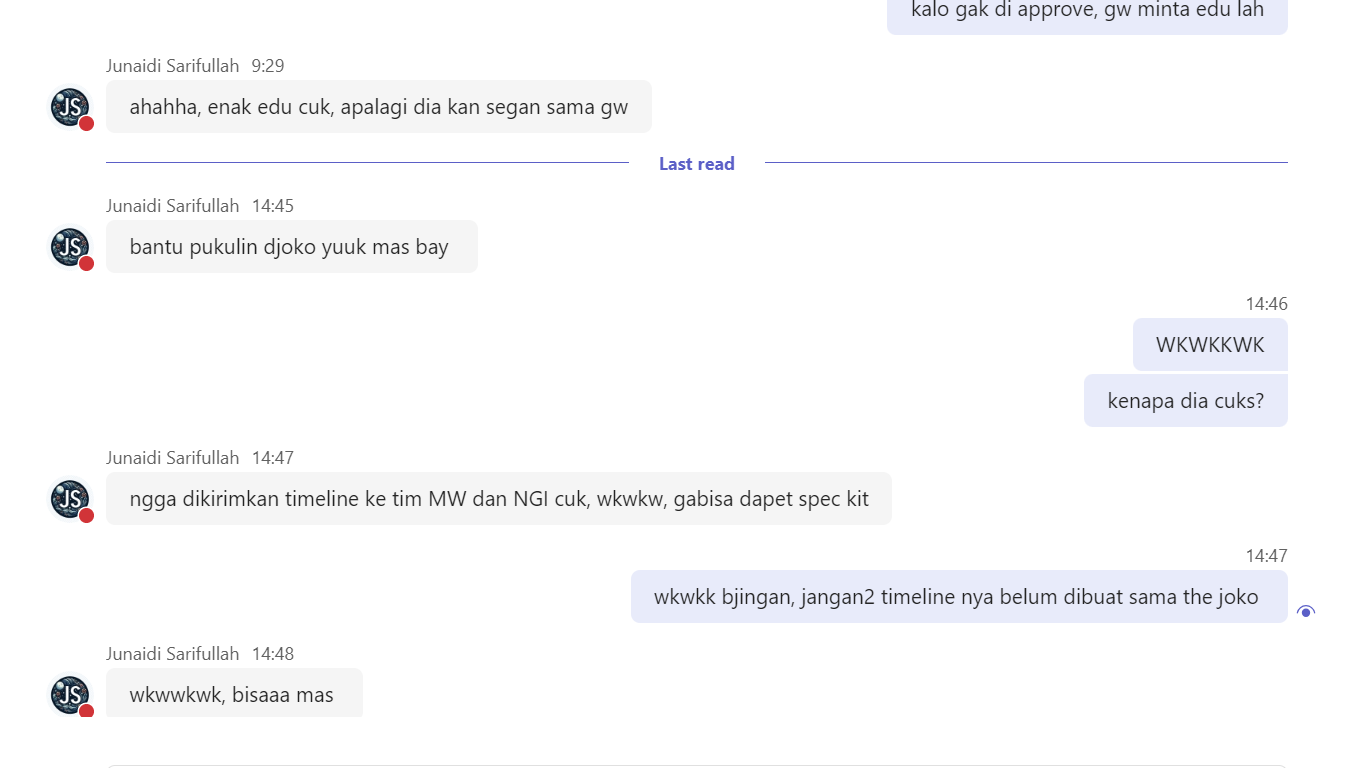 kalo gak di approve, gw minta edu lah
Junaidi Sarifullah 9:29
JS
ahahha, enak edu cuk, apalagi dia kan segan sama gw
Last read
Junaidi Sarifullah 14:45
JS
bantu pukulin djoko yuuk mas bay
14:46
WKWKKWK
kenapa dia cuks?
Junaidi Sarifullah 14:47
JS
ngga dikirimkan timeline ke tim MW dan NGI cuk, wkwkw, gabisa dapet spec kit
14:47
wkwkk bjingan, jangan2 timeline nya belum dibuat sama the joko
Junaidi Sarifullah 14:48
JS
wkwwkwk, bisaaa mas